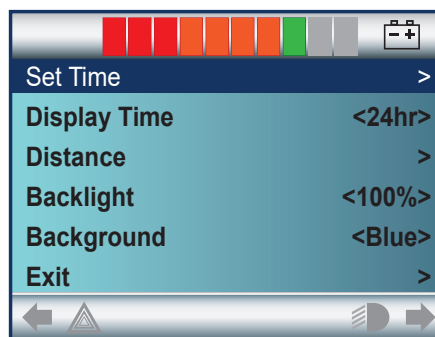 Set Time >
Display Time <24hr>
Distance >
Backlight <100%>
Background <Blue>
Exit >